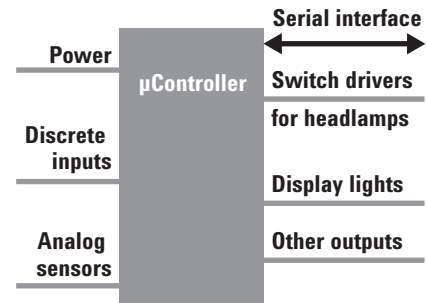 Serial interface
Power
µController
Switch drivers
for headlamps
Discrete
inputs
Display lights
Analog
sensors
Other outputs